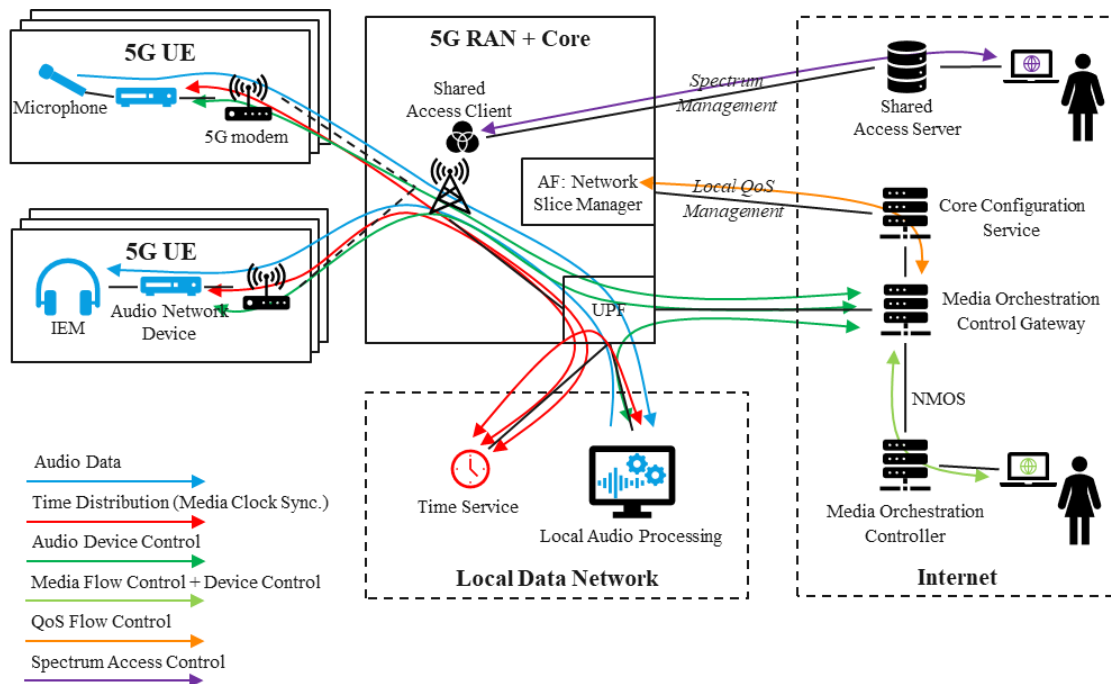 5G UE
Microphone
5G modem
5G UE
IEM
Audio Network
Device
5G RAN + Core
Shared
Access Client
AF: Network
Slice Manager
UPF
Spectrum
Management
Local QoS
Management
Shared
Access Server
Core Configuration
Service
Media Orchestration
Control Gateway
NMOS
Media Orchestration
Controller
Internet
Time Service
Local Audio Processing
Local Data Network
Audio Data
Time Distribution (Media Clock Sync.)
Audio Device Control
Media Flow Control + Device Control
QoS Flow Control
Spectrum Access Control